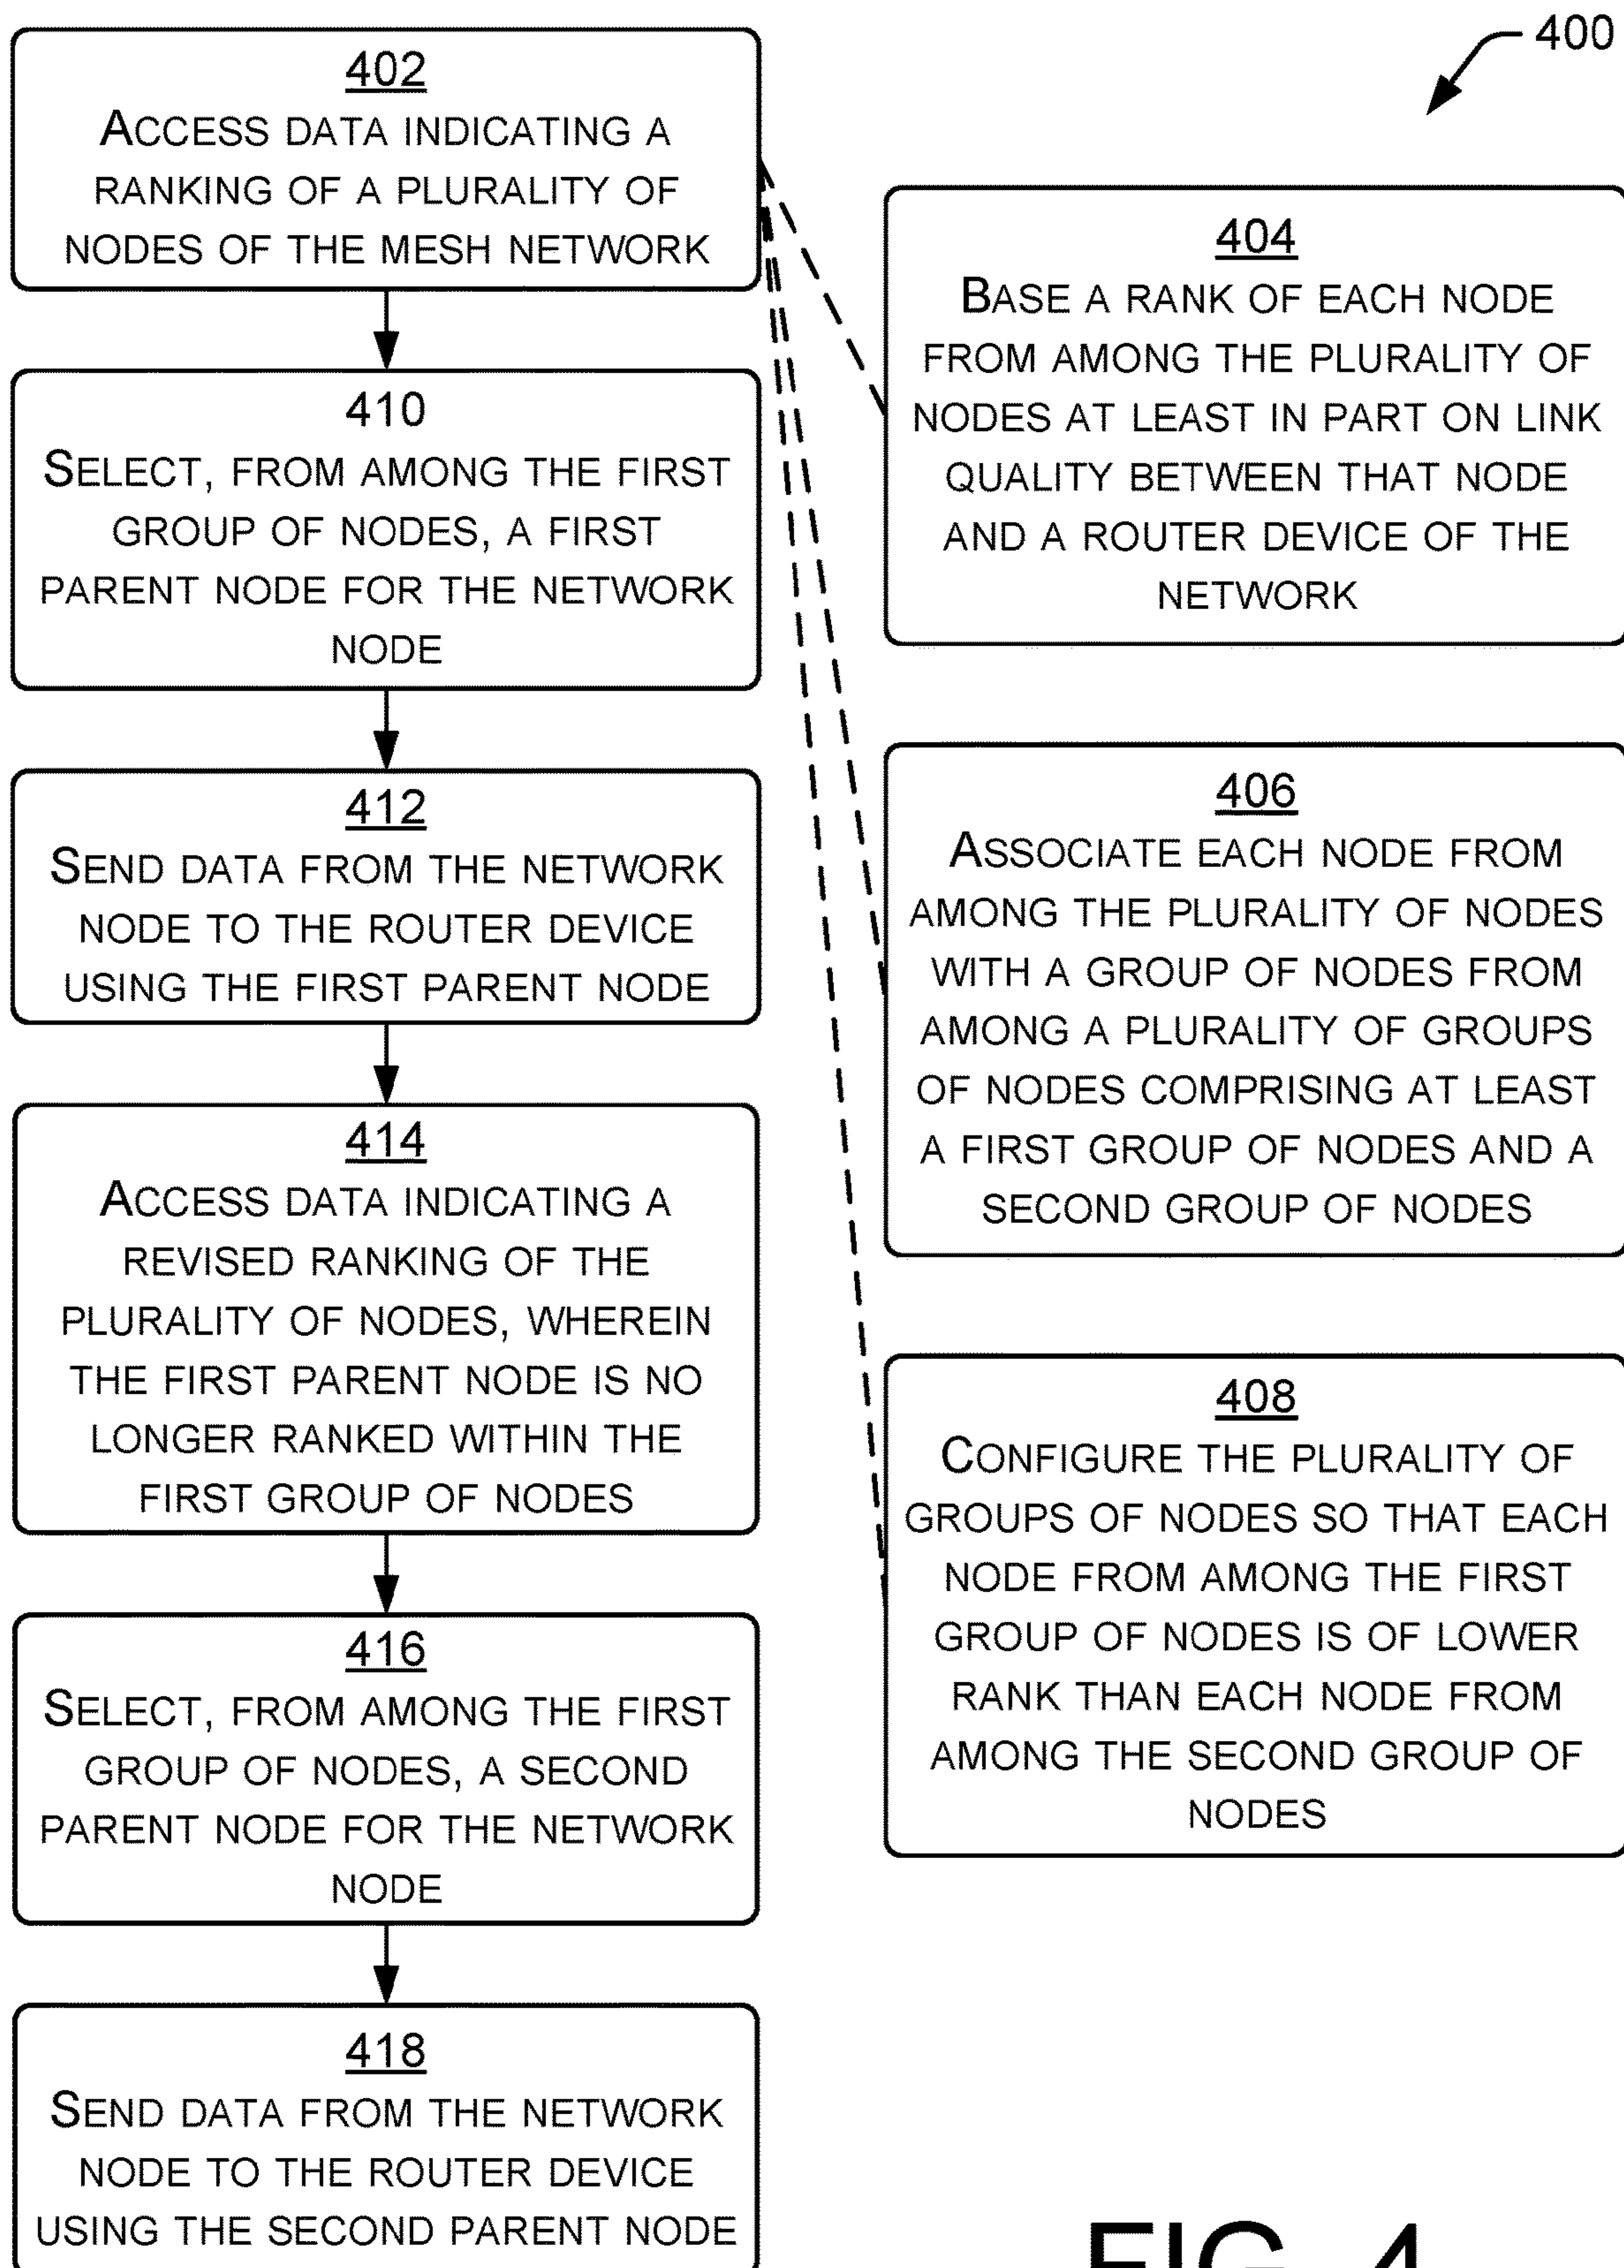 400
402
ACCESS DATA INDICATING A
RANKING OF A PLURALITY OF
NODES OF THE MESH NETWORK
404
BASE A RANK OF EACH NODE
FROM AMONG THE PLURALITY OF
NODES AT LEAST IN PART ON LINK
QUALITY BETWEEN THAT NODE
AND A ROUTER DEVICE OF THE
NETWORK
406
ASSOCIATE EACH NODE FROM
AMONG THE PLURALITY OF NODES
WITH A GROUP OF NODES FROM
AMONG A PLURALITY OF GROUPS
OF NODES COMPRISING AT LEAST
A FIRST GROUP OF NODES AND A
SECOND GROUP OF NODES
408
CONFIGURE THE PLURALITY OF
GROUPS OF NODES SO THAT EACH
NODE FROM AMONG THE FIRST
GROUP OF NODES IS OF LOWER
RANK THAN EACH NODE FROM
AMONG THE SECOND GROUP OF
NODES
410
SELECT, FROM AMONG THE FIRST
GROUP OF NODES, A FIRST
PARENT NODE FOR THE NETWORK
NODE
412
SEND DATA FROM THE NETWORK
NODE TO THE ROUTER DEVICE
USING THE FIRST PARENT NODE
414
ACCESS DATA INDICATING A
REVISED RANKING OF THE
PLURALITY OF NODES, WHEREIN
THE FIRST PARENT NODE IS NO
LONGER RANKED WITHIN THE
FIRST GROUP OF NODES
416
SELECT, FROM AMONG THE FIRST
GROUP OF NODES, A SECOND
PARENT NODE FOR THE NETWORK
NODE
418
SEND DATA FROM THE NETWORK
NODE TO THE ROUTER DEVICE
USING THE SECOND PARENT NODE
FIG. 4